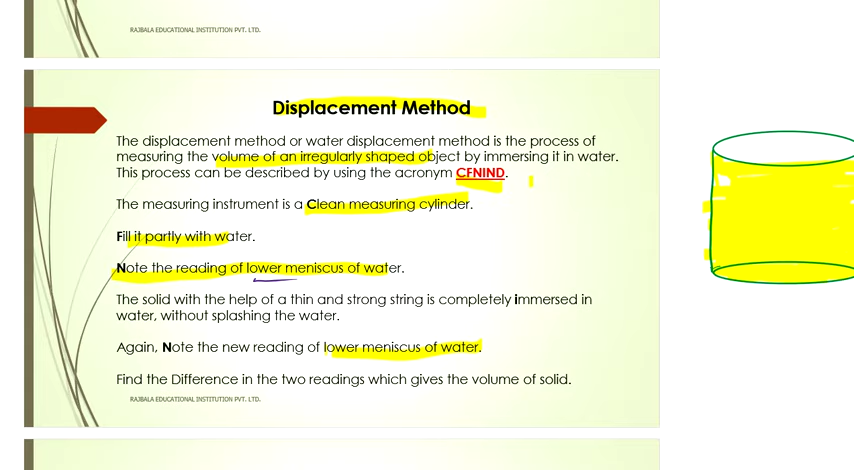 RAJBALA EDUCATIONAL INSTITUTION PVT. LTD.
Displacement Method
The displacement method or water displacement method is the process of
measuring the volume of an irregularly shaped object by immersing it in water.
This process can be described by using the acronym CFNIND.
The measuring instrument is a Clean measuring cylinder.
Fill it partly with water.
Note the reading of lower meniscus of water.
The solid with the help of a thin and strong string is completely immersed in
water, without splashing the water.
Again, Note the new reading of lower meniscus of water.
Find the Difference in the two readings which gives the volume of solid.
RAJBALA EDUCATIONAL INSTITUTION PVT. LTD.